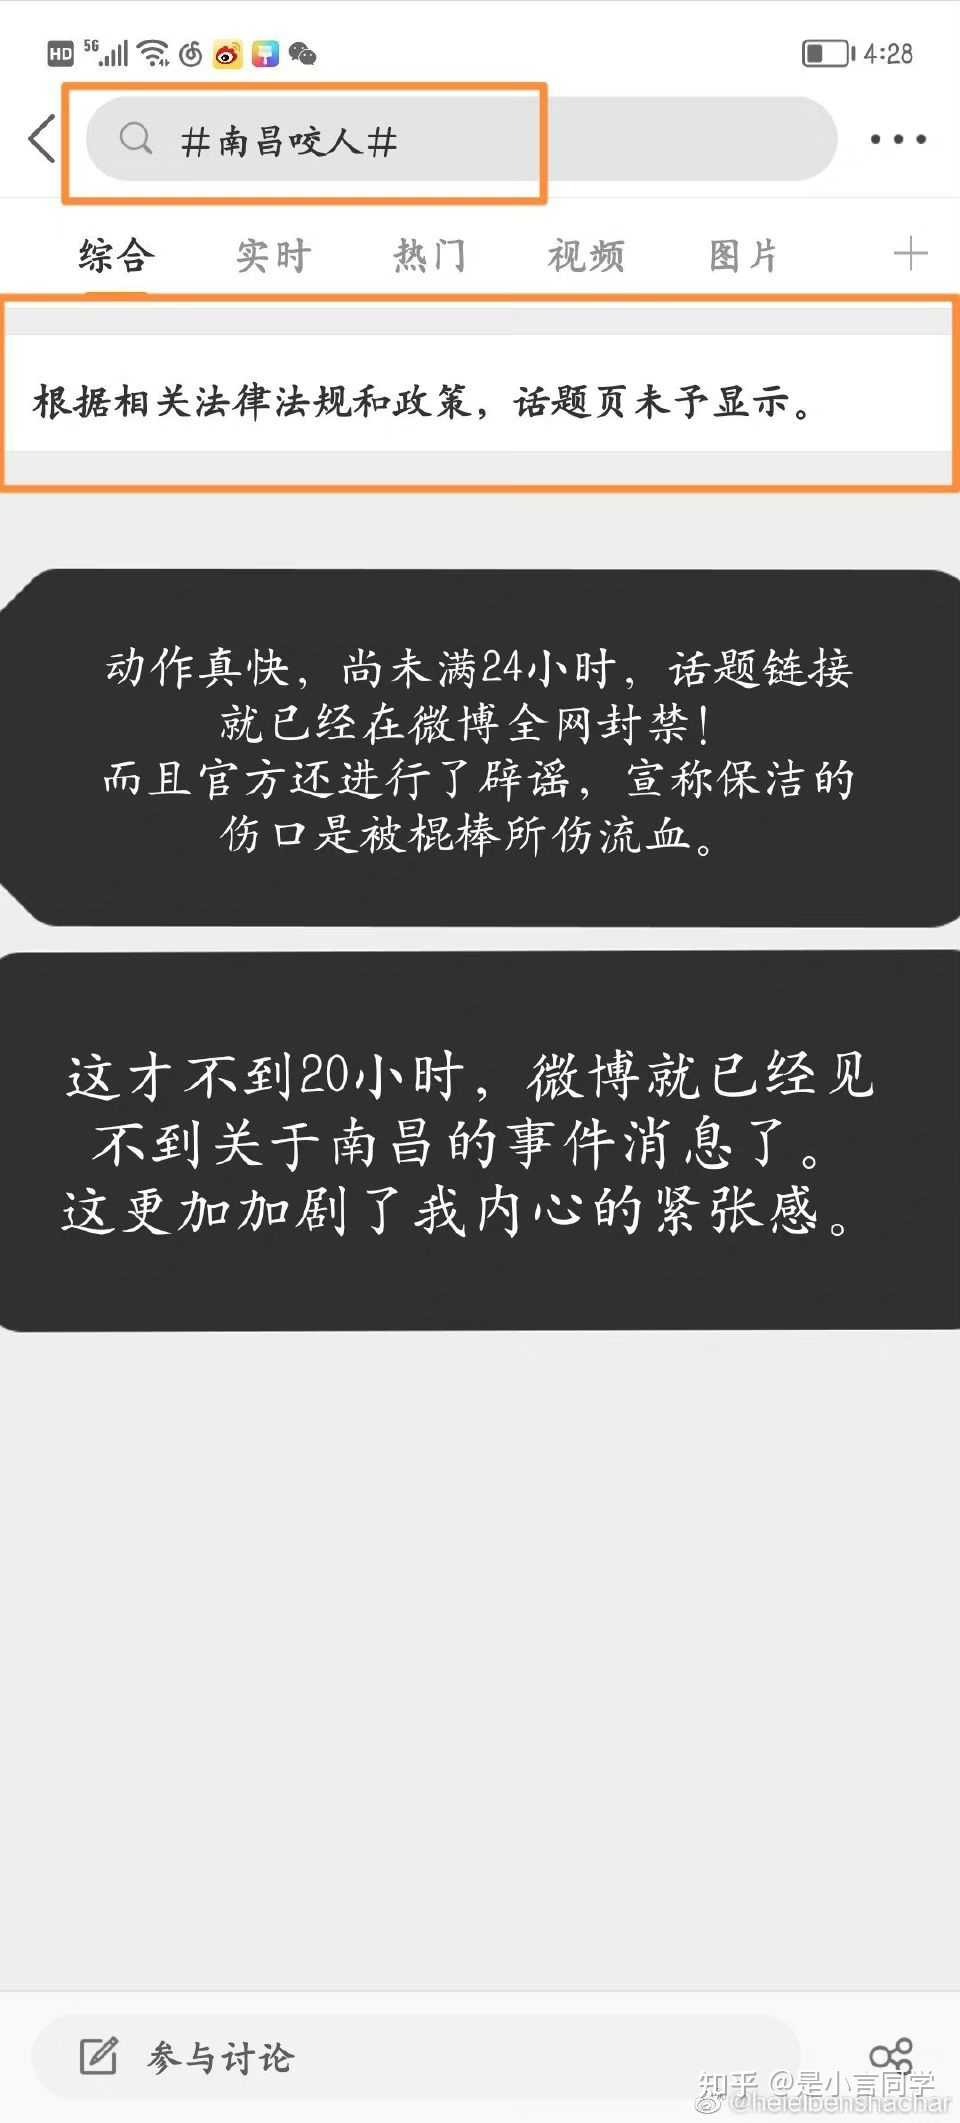 HD 5G 4:28
#南昌咬人#
综合 实时 热门 视频 图片
根据相关法律法规和政策，话题页未予显示。
动作真快，尚未满24小时，话题链接
就已经在微博全网封禁！
而且官方还进行了辟谣，宣称保洁的
伤口是被棍棒所伤流血。
这才不到20小时，微博就已经见
不到关于南昌的事件消息了。
这更加加剧了我内心的紧张感。
参与讨论
知乎 @是小言同学
@heleibenshachar